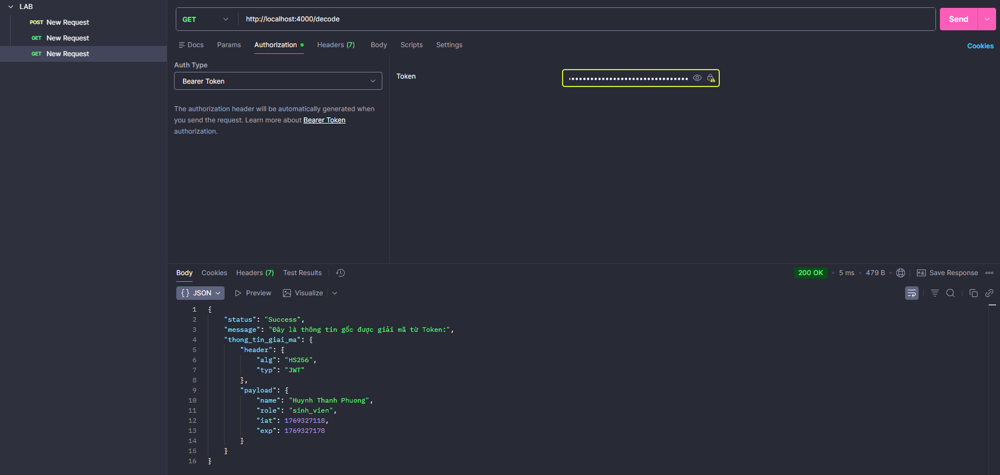 LAB
POST New Request
GET New Request
GET New Request
GET http://localhost:4000/decode Send
Docs Params Authorization Headers (7) Body Scripts Settings Cookies
Auth Type
Bearer Token
Token
The authorization header will be automatically generated when
you send the request. Learn more about Bearer Token
authorization.
Body Cookies Headers (7) Test Results 200 OK • 5 ms • 479 B • e.g. Save Response
{ } JSON Preview Visualize
1 {
2 "status": "Success",
3 "message": "Đây là thông tin gốc được giải mã từ Token:",
4 "thong_tin_giai_ma": {
5 "header": {
6 "alg": "HS256",
7 "typ": "JWT"
8 },
9 "payload": {
10 "name": "Huynh Thanh Phuong",
11 "role": "sinh_vien",
12 "iat": 1769327118,
13 "exp": 1769327178
14 }
15 }
16 }